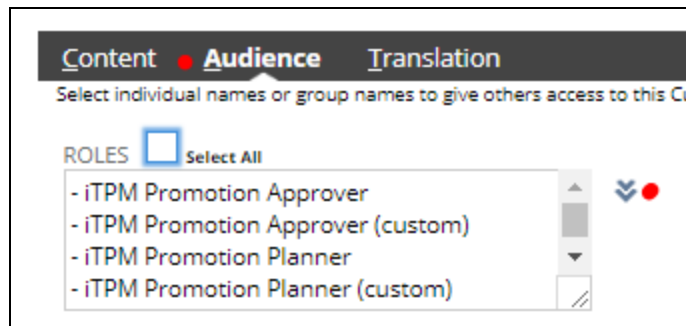 Content Audience Translation
Select individual names or group names to give others access to this
ROLES Select All
- iTPM Promotion Approver
- iTPM Promotion Approver (custom)
- iTPM Promotion Planner
- iTPM Promotion Planner (custom)